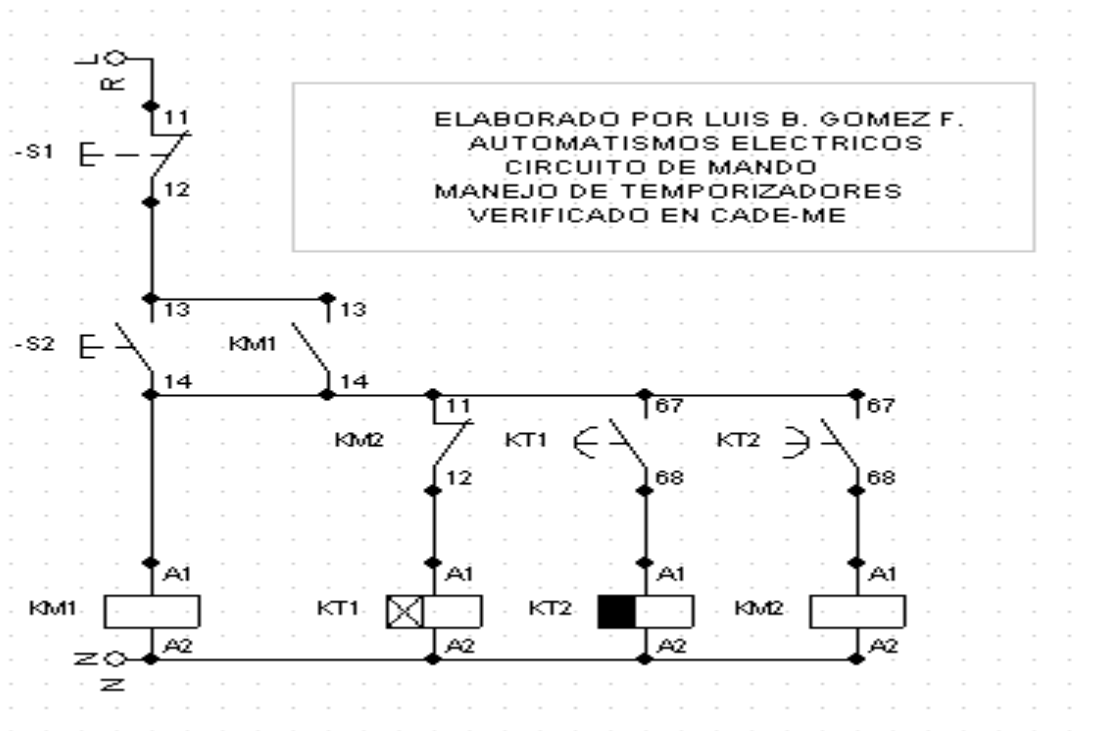 L
R
11
-S1
12
ELABORADO POR LUIS B. GOMEZ F.
AUTOMATISMOS ELECTRICOS
CIRCUITO DE MANDO
MANEJO DE TEMPORIZADORES
VERIFICADO EN CADE-ME
13 13
-S2 KM1
14 14
11 67 67
KM2 KT1 KT2
12 68 68
A1 A1 A1 A1
KM1 KT1 KT2 KM2
A2 A2 A2 A2
N
N